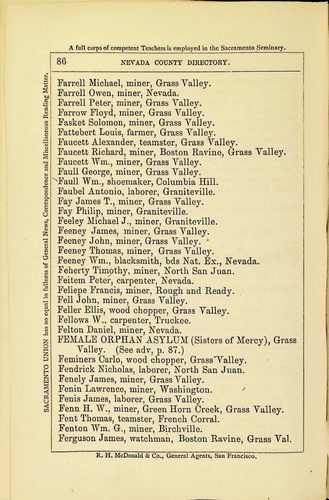 A full corps of competent Teachers is employed in the Sacramento Seminary.
86 NEVADA COUNTY DIRECTORY.
Farrell Michael, miner, Grass Valley.
Farrell Owen, miner, Nevada.
Farrell Peter, miner, Grass Valley.
Farrow Floyd, miner, Grass Valley.
Fasket Solomon, miner, Grass Valley.
Fattebert Louis, farmer, Grass Valley.
Faucett Alexander, teamster, Grass Valley.
Faucett Richard, miner, Boston Ravine, Grass Valley.
Faucett Wm., miner, Grass Valley.
Faull George, miner, Grass Valley.
Faull Wm., shoemaker, Columbia Hill.
Faubel Antonio, laborer, Graniteville.
Fay James T., miner, Grass Valley.
Fay Philip, miner, Graniteville.
Feeley Michael J., miner, Graniteville.
Feeney James, miner, Grass Valley.
Feeney John, miner, Grass Valley.
Feeney Thomas, miner, Grass Valley.
Feeney Wm., blacksmith, bds Nat. Ex., Nevada.
Feherty Timothy, miner, North San Juan.
Feitem Peter, carpenter, Nevada.
Feliepe Francis, miner, Rough and Ready.
Fell John, miner, Grass Valley.
Feller Ellis, wood chopper, Grass Valley.
Fellows W., carpenter, Truckee.
Felton Daniel, miner, Nevada.
FEMALE ORPHAN ASYLUM (Sisters of Mercy), Grass
Valley. (See adv, p. 87.)
Feminers Carlo, wood chopper, Grass Valley.
Fendrick Nicholas, laborer, North San Juan.
Fenely James, miner, Grass Valley.
Fenin Lawrence, miner, Washington.
Fenis James, laborer, Grass Valley.
Fenn H. W., miner, Green Horn Creek, Grass Valley.
Fent Thomas, teamster, French Corral.
Fenton Wm. G., miner, Birchville.
Ferguson James, watchman, Boston Ravine, Grass Val.
R. H. McDonald & Co., General Agents, San Francisco.
SACRAMENTO UNION has no equal in fullness of General News, Correspondence and Miscellaneous Reading Matter.